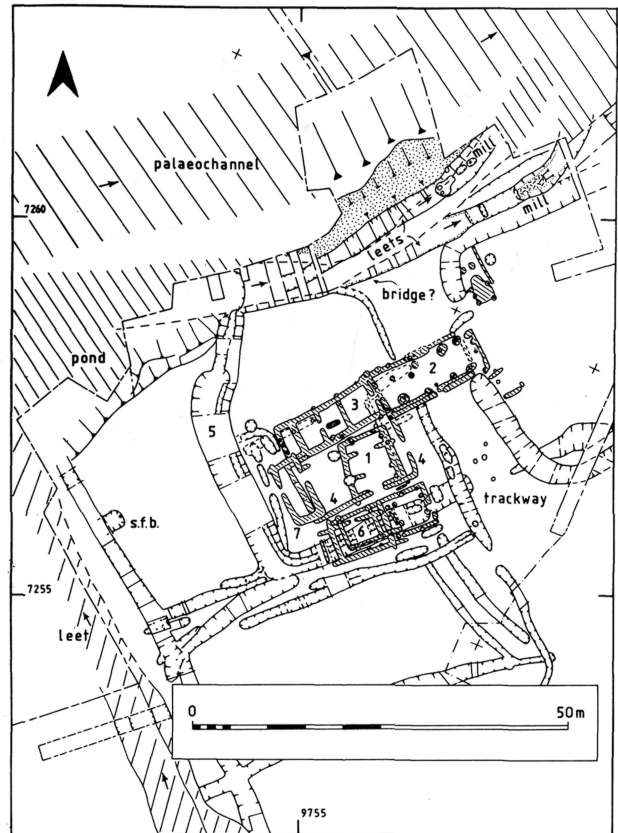 palaeochannel
mill
7260
mill
leets
bridge?
pond
2
3
5
1
4
4
s.f.b.
trackway
7
6
7255
leet
0 50m
9755